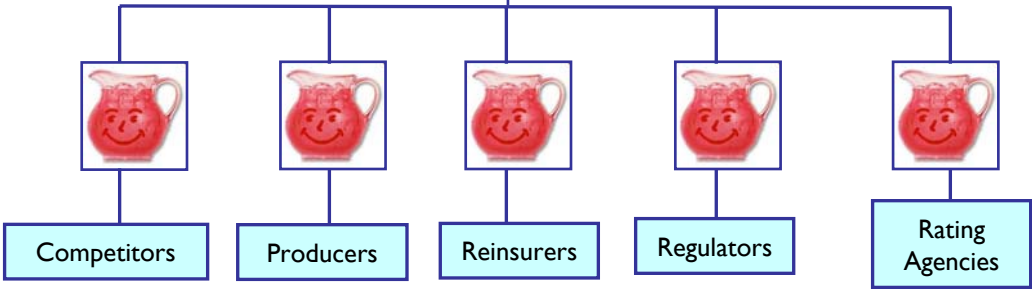 Competitors
Producers
Reinsurers
Regulators
Rating
Agencies